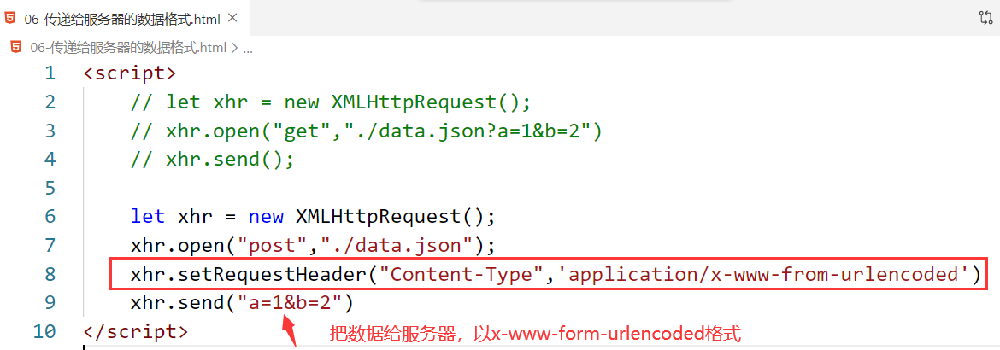 06-传递给服务器的数据格式.html ×
06-传递给服务器的数据格式.html > ...
1 <script>
2 // let xhr = new XMLHttpRequest();
3 // xhr.open("get","./data.json?a=1&b=2")
4 // xhr.send();
5
6 let xhr = new XMLHttpRequest();
7 xhr.open("post","./data.json");
8 xhr.setRequestHeader("Content-Type",'application/x-www-from-urlencoded')
9 xhr.send("a=1&b=2")
10 </script>
把数据给服务器，以x-www-form-urlencoded格式